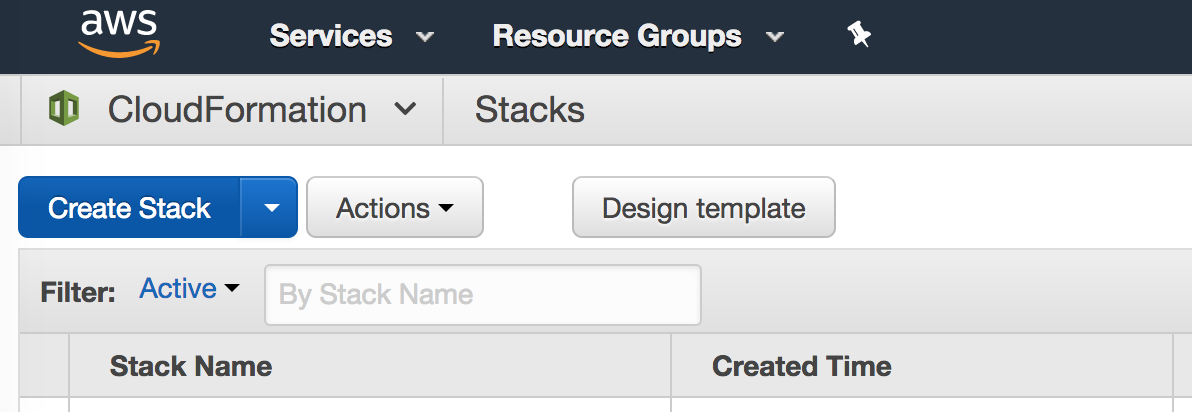 aws Services Resource Groups
CloudFormation Stacks
Create Stack Actions Design template
Filter: Active By Stack Name
Stack Name Created Time